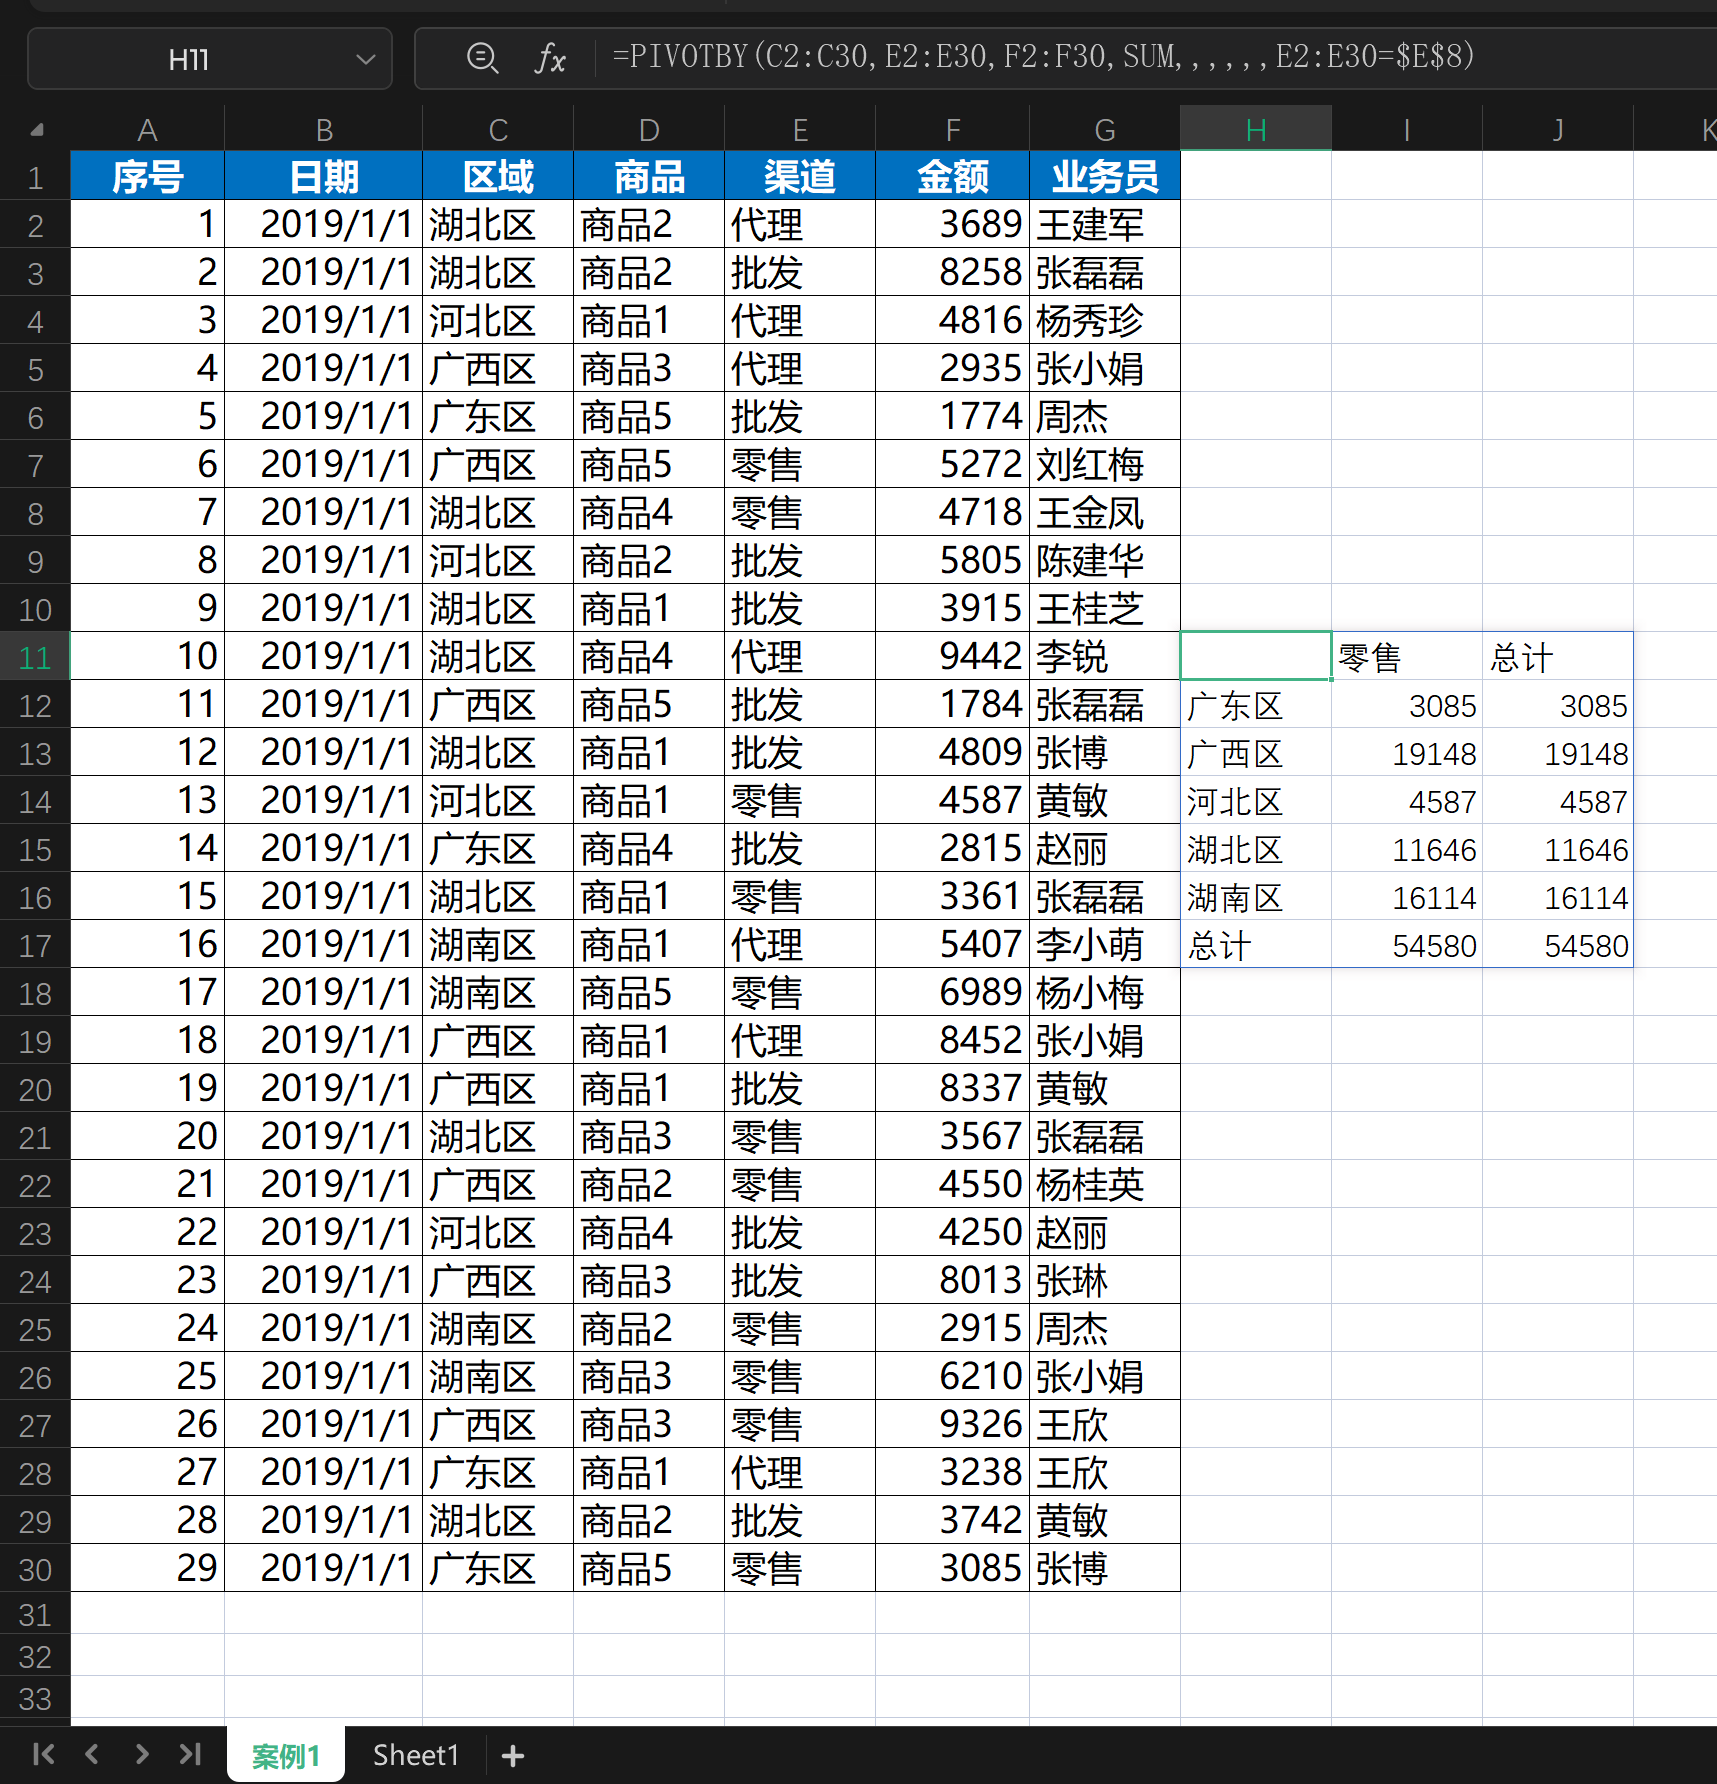 H11 fx =PIVOTBY(C2:C30,E2:E30,F2:F30,SUM,,,,,,E2:E30=$E$8)
A B C D E F G H I J K
1 序号 日期 区域 商品 渠道 金额 业务员
2 1 2019/1/1 湖北区 商品2 代理 3689 王建军
3 2 2019/1/1 湖北区 商品2 批发 8258 张磊磊
4 3 2019/1/1 河北区 商品1 代理 4816 杨秀珍
5 4 2019/1/1 广西区 商品3 代理 2935 张小娟
6 5 2019/1/1 广东区 商品5 批发 1774 周杰
7 6 2019/1/1 广西区 商品5 零售 5272 刘红梅
8 7 2019/1/1 湖北区 商品4 零售 4718 王金凤
9 8 2019/1/1 河北区 商品2 批发 5805 陈建华
10 9 2019/1/1 湖北区 商品1 批发 3915 王桂芝
11 10 2019/1/1 湖北区 商品4 代理 9442 李锐 零售 总计
12 11 2019/1/1 广西区 商品5 批发 1784 张磊磊 广东区 3085 3085
13 12 2019/1/1 湖北区 商品1 批发 4809 张博 广西区 19148 19148
14 13 2019/1/1 河北区 商品1 零售 4587 黄敏 河北区 4587 4587
15 14 2019/1/1 广东区 商品4 批发 2815 赵丽 湖北区 11646 11646
16 15 2019/1/1 湖北区 商品1 零售 3361 张磊磊 湖南区 16114 16114
17 16 2019/1/1 湖南区 商品1 代理 5407 李小萌 总计 54580 54580
18 17 2019/1/1 湖南区 商品5 零售 6989 杨小梅
19 18 2019/1/1 广西区 商品1 代理 8452 张小娟
20 19 2019/1/1 广西区 商品1 批发 8337 黄敏
21 20 2019/1/1 湖北区 商品3 零售 3567 张磊磊
22 21 2019/1/1 广西区 商品2 零售 4550 杨桂英
23 22 2019/1/1 河北区 商品4 批发 4250 赵丽
24 23 2019/1/1 广西区 商品3 批发 8013 张琳
25 24 2019/1/1 湖南区 商品2 零售 2915 周杰
26 25 2019/1/1 湖南区 商品3 零售 6210 张小娟
27 26 2019/1/1 广西区 商品3 零售 9326 王欣
28 27 2019/1/1 广东区 商品1 代理 3238 王欣
29 28 2019/1/1 湖北区 商品2 批发 3742 黄敏
30 29 2019/1/1 广东区 商品5 零售 3085 张博
31
32
33
案例1 Sheet1 +